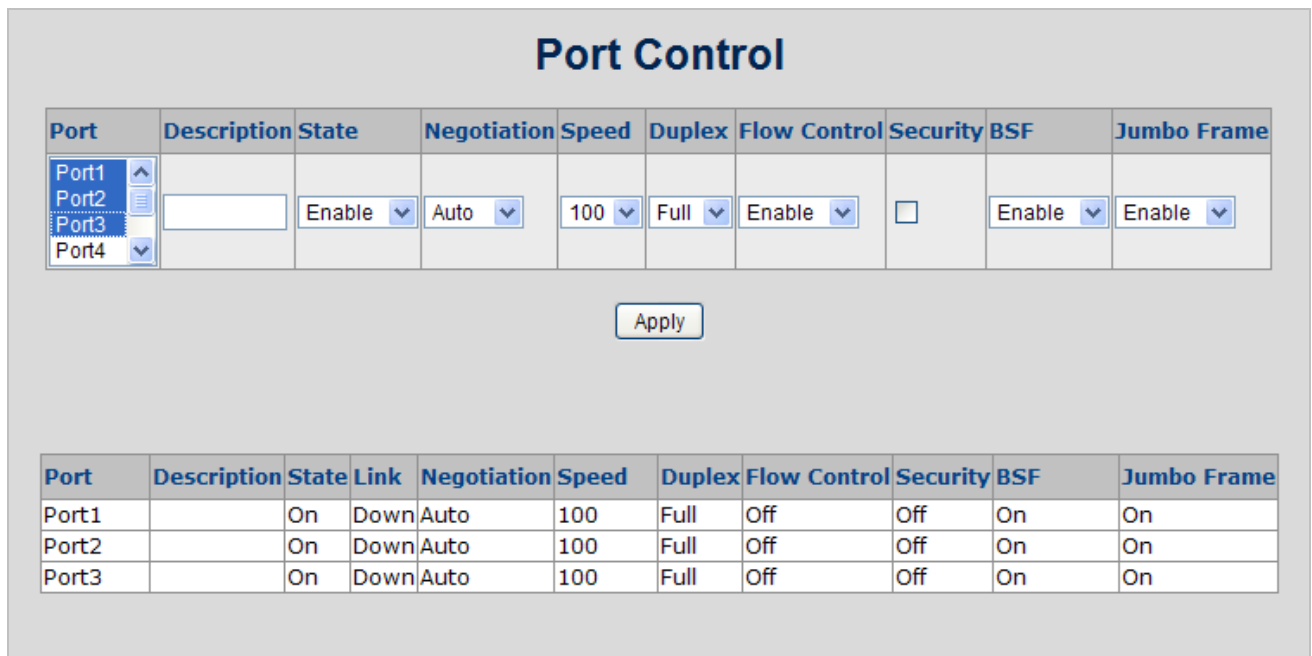 Port Control
Port Description State Negotiation Speed Duplex Flow Control Security BSF Jumbo Frame
Port1
Port2
Port3
Port4
Enable Auto 100 Full Enable Enable Enable
Apply
Port Description State Link Negotiation Speed Duplex Flow Control Security BSF Jumbo Frame
Port1 On Down Auto 100 Full Off Off On On
Port2 On Down Auto 100 Full Off Off On On
Port3 On Down Auto 100 Full Off Off On On